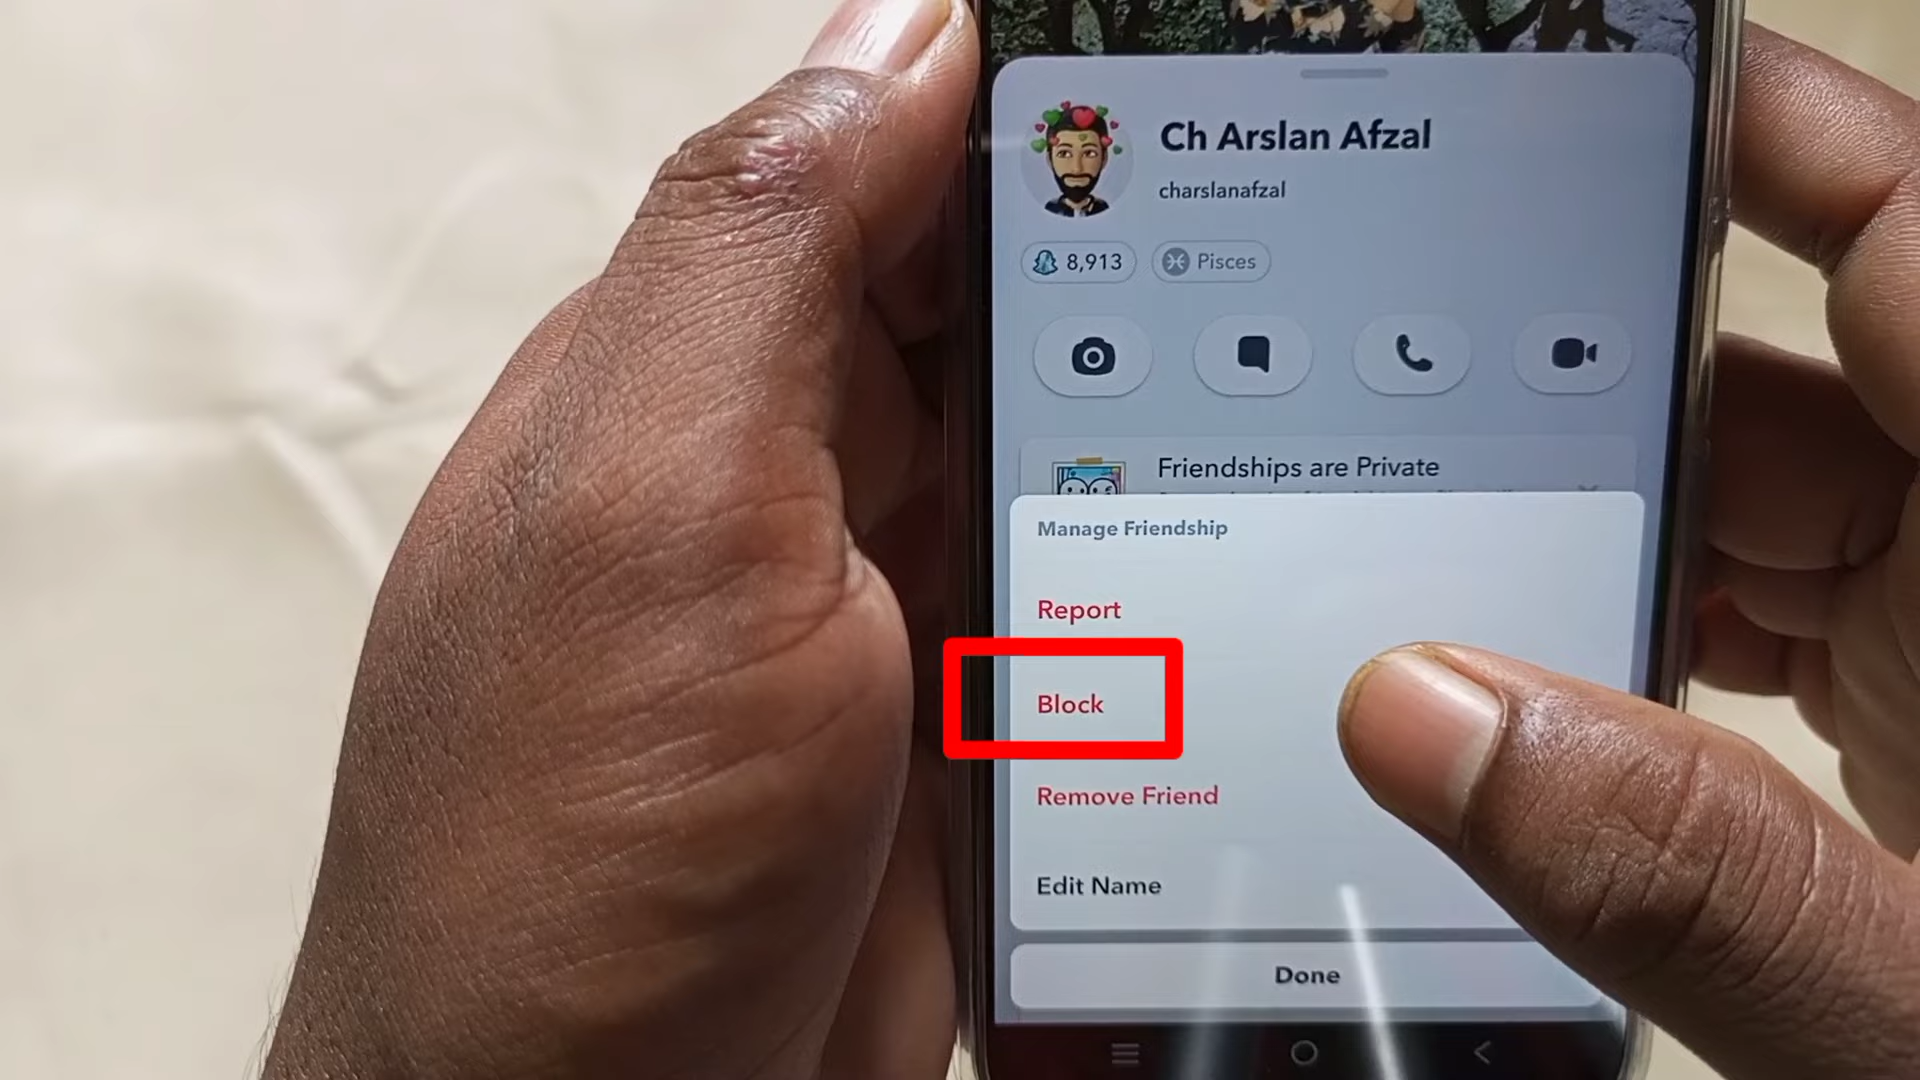 Ch Arslan Afzal
charslanafzal
8,913
Pisces
Friendships are Private
Manage Friendship
Report
Block
Remove Friend
Edit Name
Done